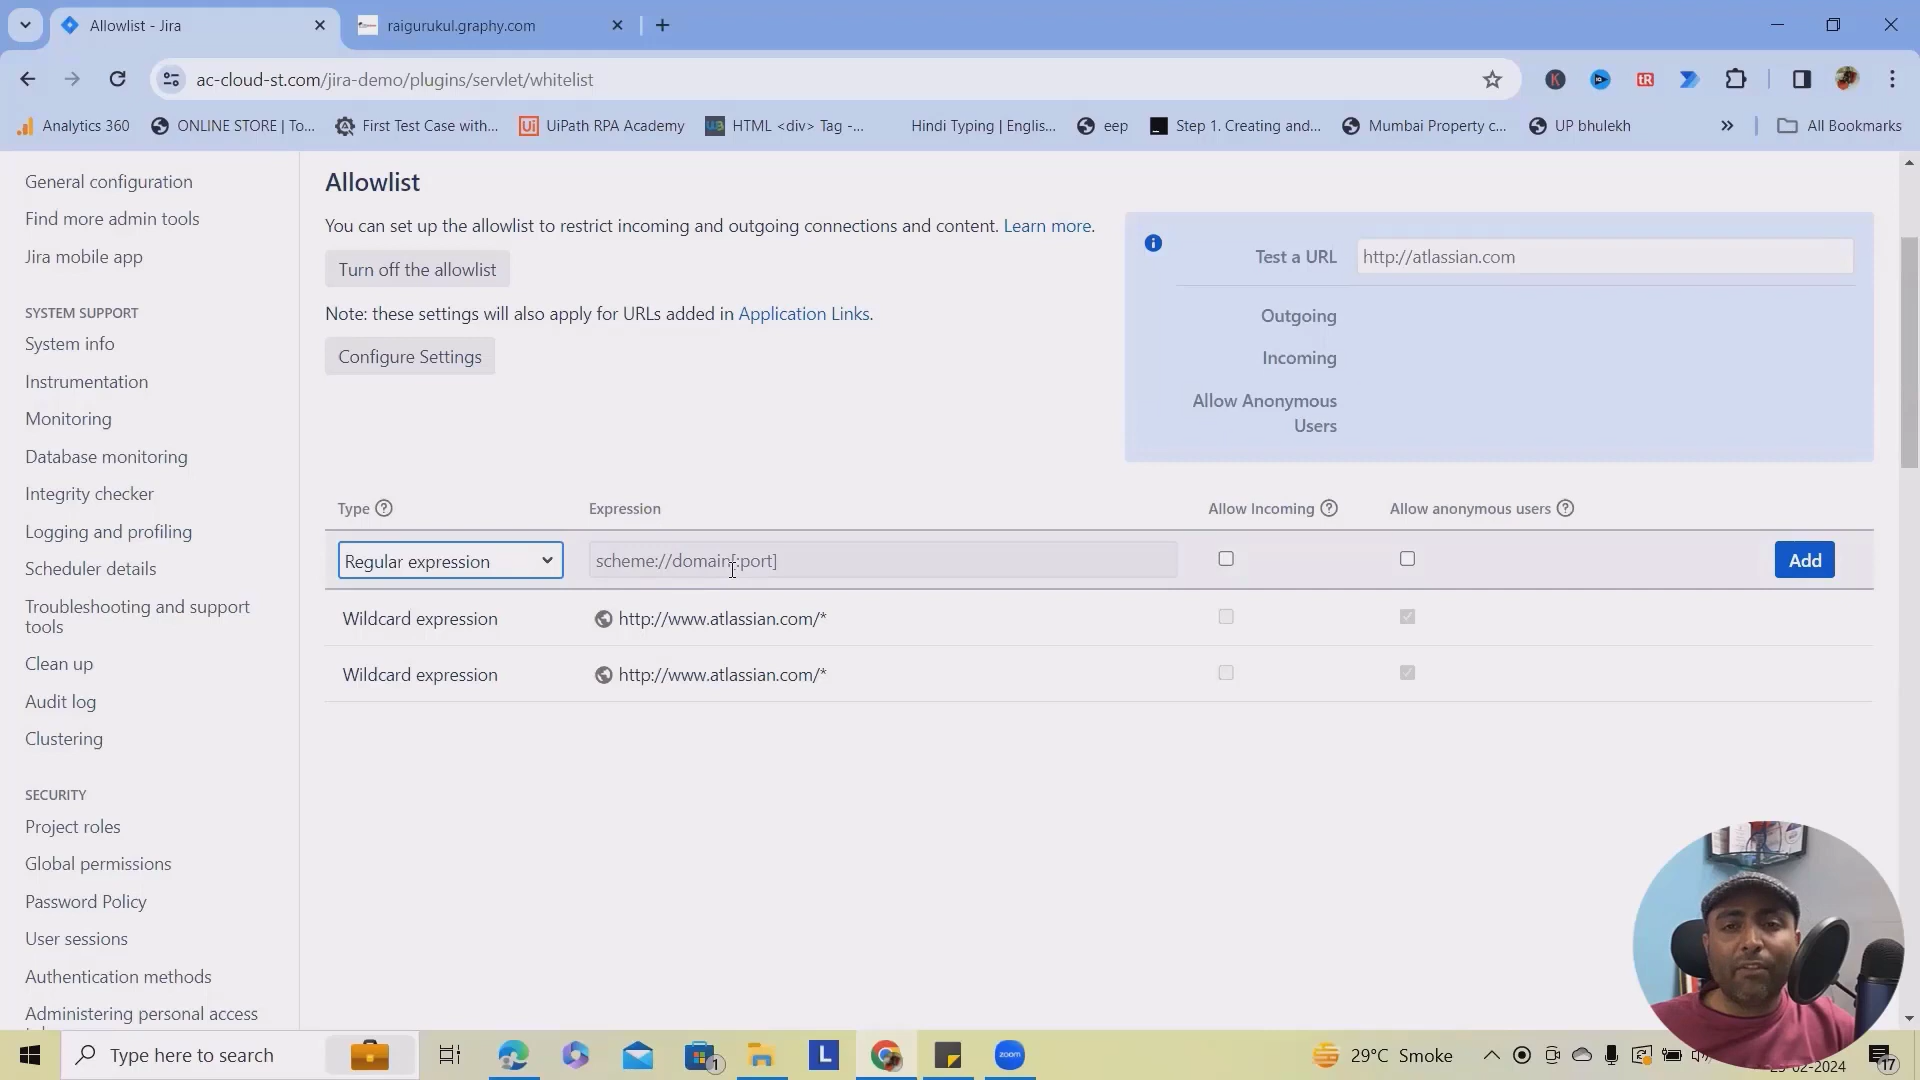 Allowlist - Jira
raigurukul.graphy.com
ac-cloud-st.com/jira-demo/plugins/servlet/whitelist
Analytics 360
ONLINE STORE | To...
First Test Case with...
UiPath RPA Academy
HTML <div> Tag -...
Hindi Typing | Englis...
eep
Step 1. Creating and...
Mumbai Property c...
UP bhulekh
All Bookmarks
General configuration
Find more admin tools
Jira mobile app
SYSTEM SUPPORT
System info
Instrumentation
Monitoring
Database monitoring
Integrity checker
Logging and profiling
Scheduler details
Troubleshooting and support
tools
Clean up
Audit log
Clustering
SECURITY
Project roles
Global permissions
Password Policy
User sessions
Authentication methods
Administering personal access
Allowlist
You can set up the allowlist to restrict incoming and outgoing connections and content. Learn more.
Turn off the allowlist
Note: these settings will also apply for URLs added in Application Links.
Configure Settings
Test a URL http://atlassian.com
Outgoing
Incoming
Allow Anonymous
Users
Type Expression Allow Incoming Allow anonymous users
Regular expression scheme://domain[:port] Add
Wildcard expression http://www.atlassian.com/*
Wildcard expression http://www.atlassian.com/*
Type here to search
1
L
zoom
29°C Smoke
23-02-2024
17